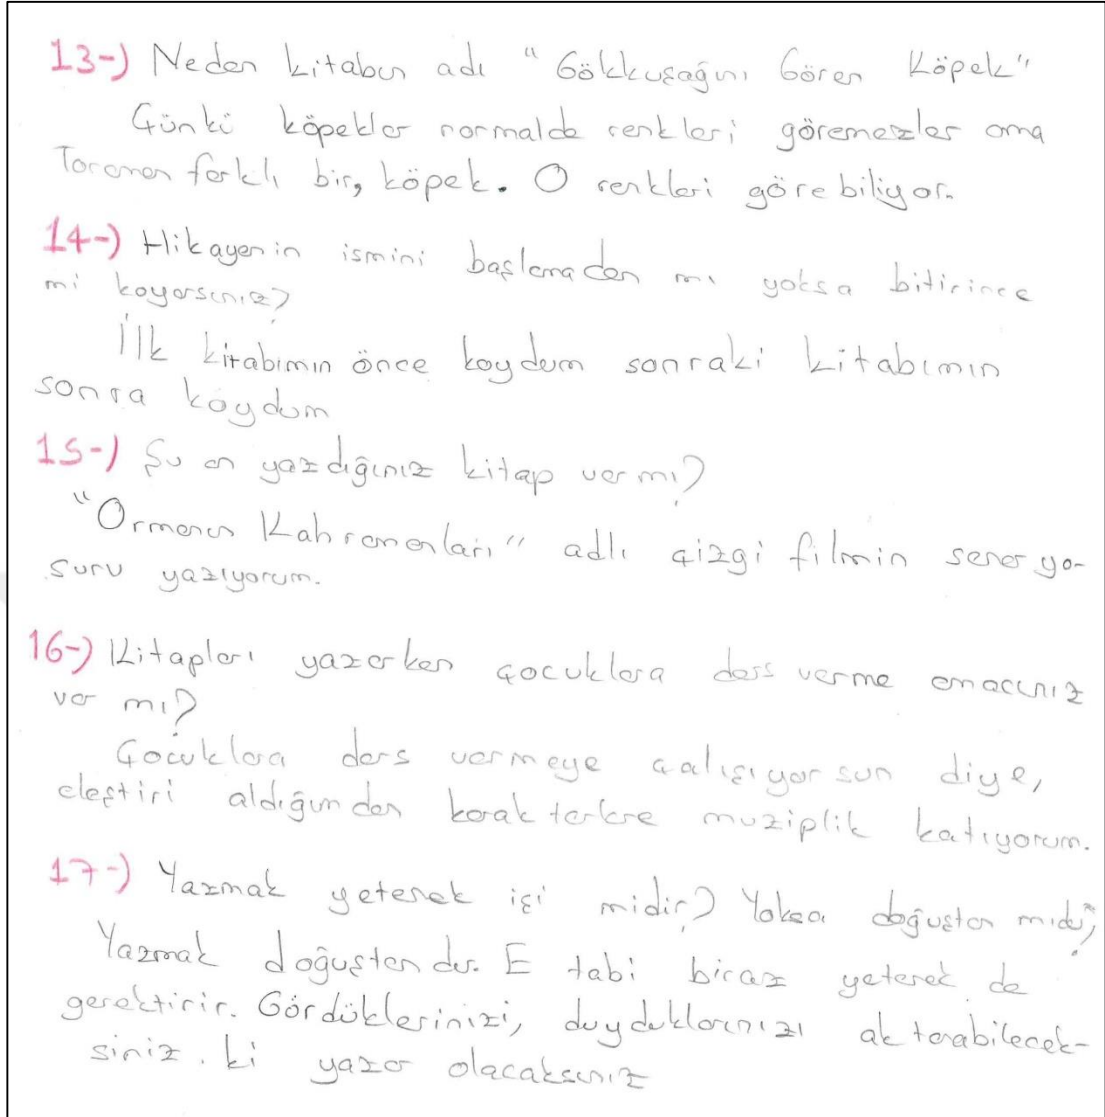 13-) Neden kitabın adı "Gökkuşağını Gören Köpek"
Çünkü köpekler normalde renkleri göremezler ama
Toraman farklı bir, köpek. O renkleri görebiliyor.
14-) Hikayenin ismini başlamadan mı yoksa bitirince
mi koyarsınız?
İlk kitabımın önce koydum sonraki kitabımın
sonra koydum
15-) Şu an yazdığınız kitap var mı?
"Ormanın Kahramanları" adlı çizgi filmin senaryo-
sunu yazıyorum.
16-) Kitapları yazarken çocuklara ders verme amacınız
var mı?
Çocuklara ders vermeye çalışıyorsun diye,
eleştiri aldığımdan karakterlere muziplik katıyorum.
17-) Yazmak yetenek işi midir? Yoksa doğuştan mıdır?
Yazmak doğuştandır. E tabi biraz yetenek de
gerektirir. Gördüklerinizi, duyduklarınızı aktarabilecek-
siniz. ki yazar olacaksınız